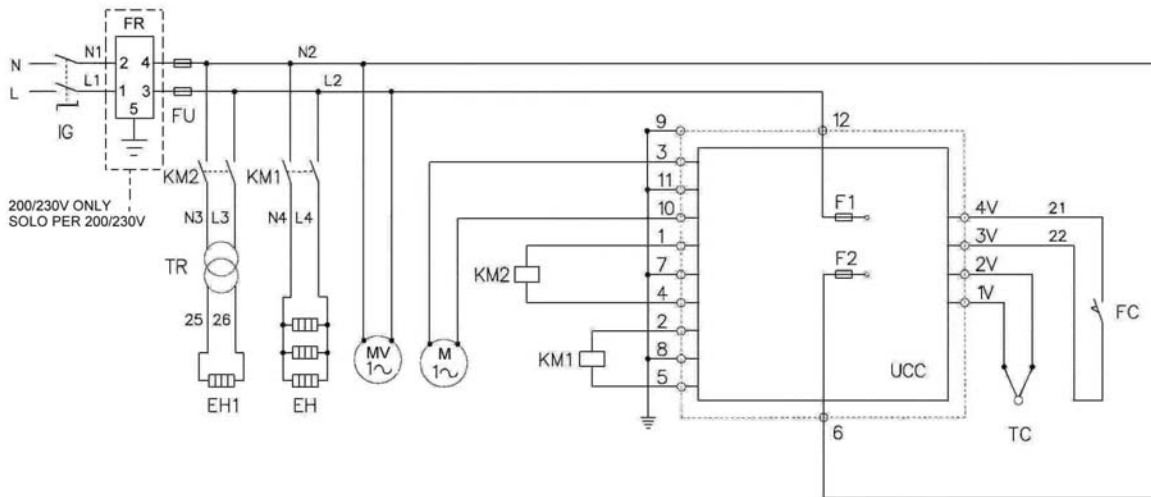 FR
N
N1
2 4
N2
L
L1
1 3
L2
5
FU
IG
9
12
3
KM2
KM1
11
200/230V ONLY
SOLO PER 200/230V
N3 L3
N4 L4
10
F1
4V
21
1
3V
22
TR
KM2
7
F2
2V
4
1V
FC
25 26
2
MV
1~
M
1~
KM1
8
UCC
5
EH1
EH
6
TC